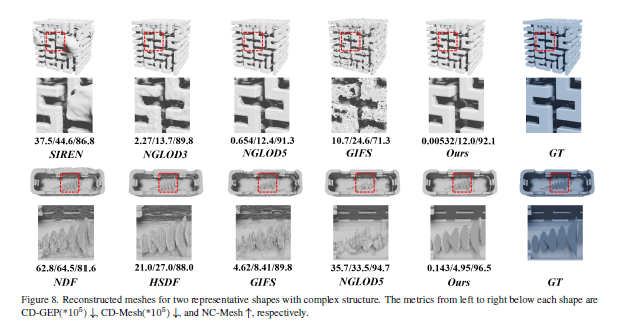 37.5/44.6/86.8 2.27/13.7/89.8 0.654/12.4/91.3 10.7/24.6/71.3 0.00532/12.0/92.1
SIREN NGLOD3 NGLOD5 GIFS Ours GT
62.8/64.5/81.6 21.0/27.0/88.0 4.62/8.41/89.8 35.7/33.5/94.7 0.143/4.95/96.5
NDF HSDF GIFS NGLOD5 Ours GT
Figure 8. Reconstructed meshes for two representative shapes with complex structure. The metrics from left to right below each shape are
CD-GEP(*10⁵) ↓, CD-Mesh(*10⁵) ↓, and NC-Mesh ↑, respectively.